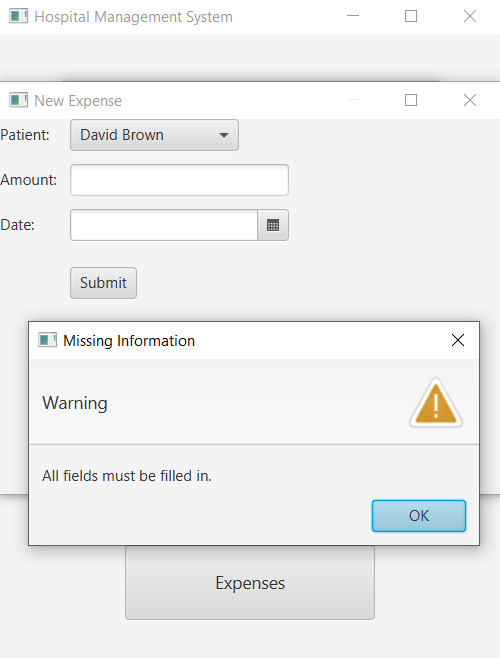 Hospital Management System
New Expense
Patient: David Brown
Amount:
Date:
Submit
Missing Information
Warning
All fields must be filled in.
OK
Expenses